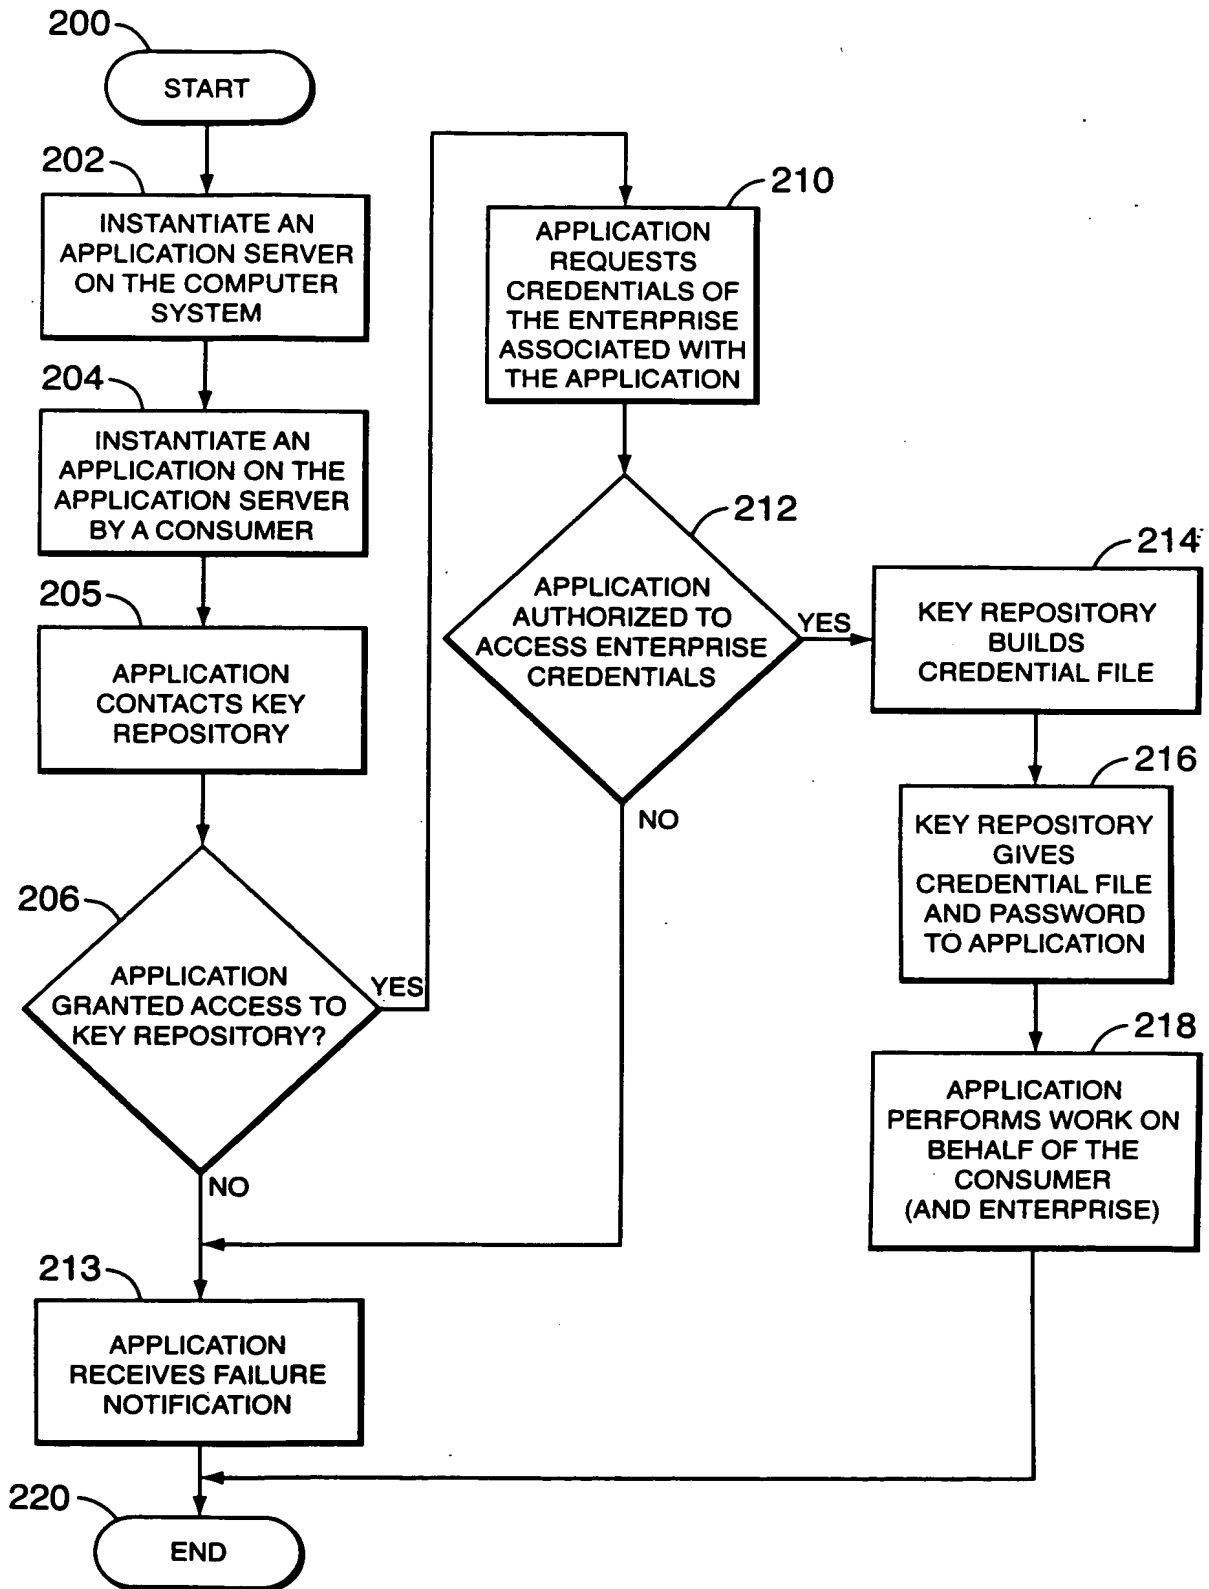 200
START
202
INSTANTIATE AN
APPLICATION SERVER
ON THE COMPUTER
SYSTEM
204
INSTANTIATE AN
APPLICATION ON THE
APPLICATION SERVER
BY A CONSUMER
205
APPLICATION
CONTACTS KEY
REPOSITORY
206
APPLICATION
GRANTED ACCESS TO
KEY REPOSITORY?
YES
NO
210
APPLICATION
REQUESTS
CREDENTIALS OF
THE ENTERPRISE
ASSOCIATED WITH
THE APPLICATION
212
APPLICATION
AUTHORIZED TO
ACCESS ENTERPRISE
CREDENTIALS
YES
NO
214
KEY REPOSITORY
BUILDS
CREDENTIAL FILE
216
KEY REPOSITORY
GIVES
CREDENTIAL FILE
AND PASSWORD
TO APPLICATION
218
APPLICATION
PERFORMS WORK ON
BEHALF OF THE
CONSUMER
(AND ENTERPRISE)
213
APPLICATION
RECEIVES FAILURE
NOTIFICATION
220
END